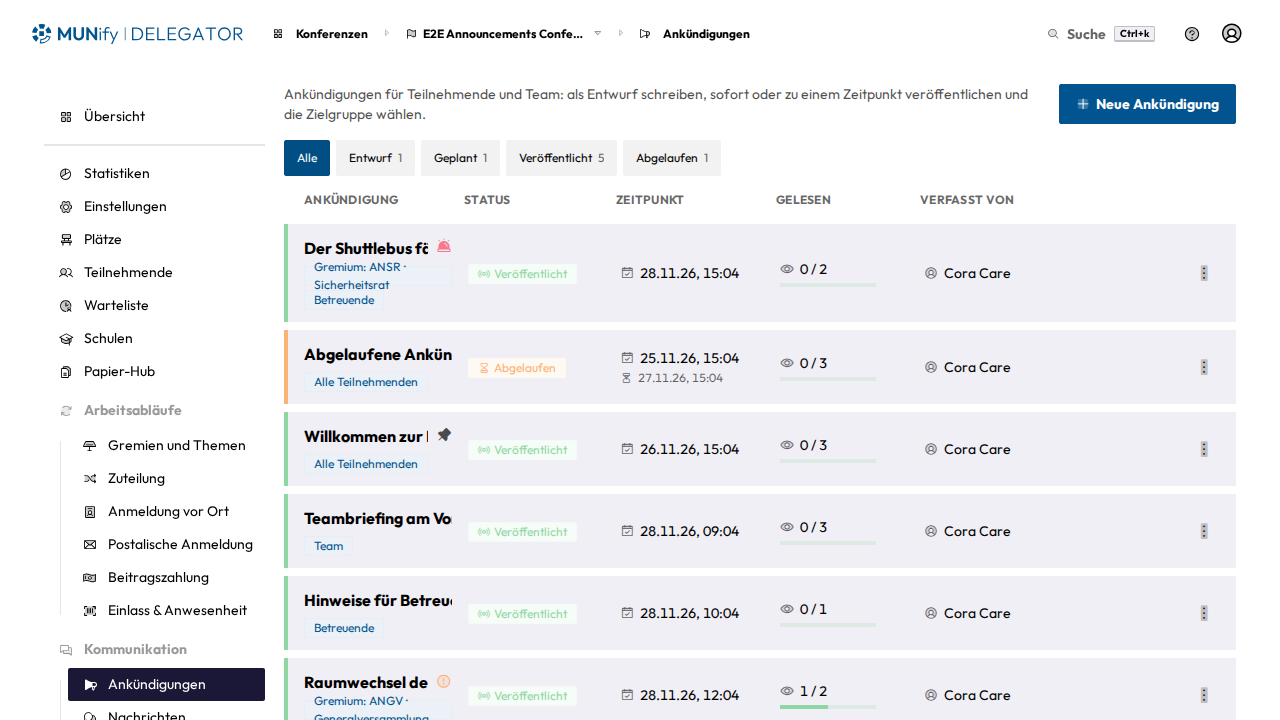 MUNify DELEGATOR
Konferenzen
E2E Announcements Confe...
Ankündigungen
Suche
Ctrl+k
Übersicht
Statistiken
Einstellungen
Plätze
Teilnehmende
Warteliste
Schulen
Papier-Hub
Arbeitsabläufe
Gremien und Themen
Zuteilung
Anmeldung vor Ort
Postalische Anmeldung
Beitragszahlung
Einlass & Anwesenheit
Kommunikation
Ankündigungen
Nachrichten
Ankündigungen für Teilnehmende und Team: als Entwurf schreiben, sofort oder zu einem Zeitpunkt veröffentlichen und
die Zielgruppe wählen.
Neue Ankündigung
Alle
Entwurf 1
Geplant 1
Veröffentlicht 5
Abgelaufen 1
ANKÜNDIGUNG STATUS ZEITPUNKT GELESEN VERFASST VON
Der Shuttlebus fä
Gremium: ANSR ·
Sicherheitsrat
Betreuende
Veröffentlicht
28.11.26, 15:04
0 / 2
Cora Care
Abgelaufene Ankün
Alle Teilnehmenden
Abgelaufen
25.11.26, 15:04
27.11.26, 15:04
0 / 3
Cora Care
Willkommen zur
Alle Teilnehmenden
Veröffentlicht
26.11.26, 15:04
0 / 3
Cora Care
Teambriefing am Vo
Team
Veröffentlicht
28.11.26, 09:04
0 / 3
Cora Care
Hinweise für Betreue
Betreuende
Veröffentlicht
28.11.26, 10:04
0 / 1
Cora Care
Raumwechsel de
Gremium: ANGV ·
Generalversammlung
Veröffentlicht
28.11.26, 12:04
1 / 2
Cora Care